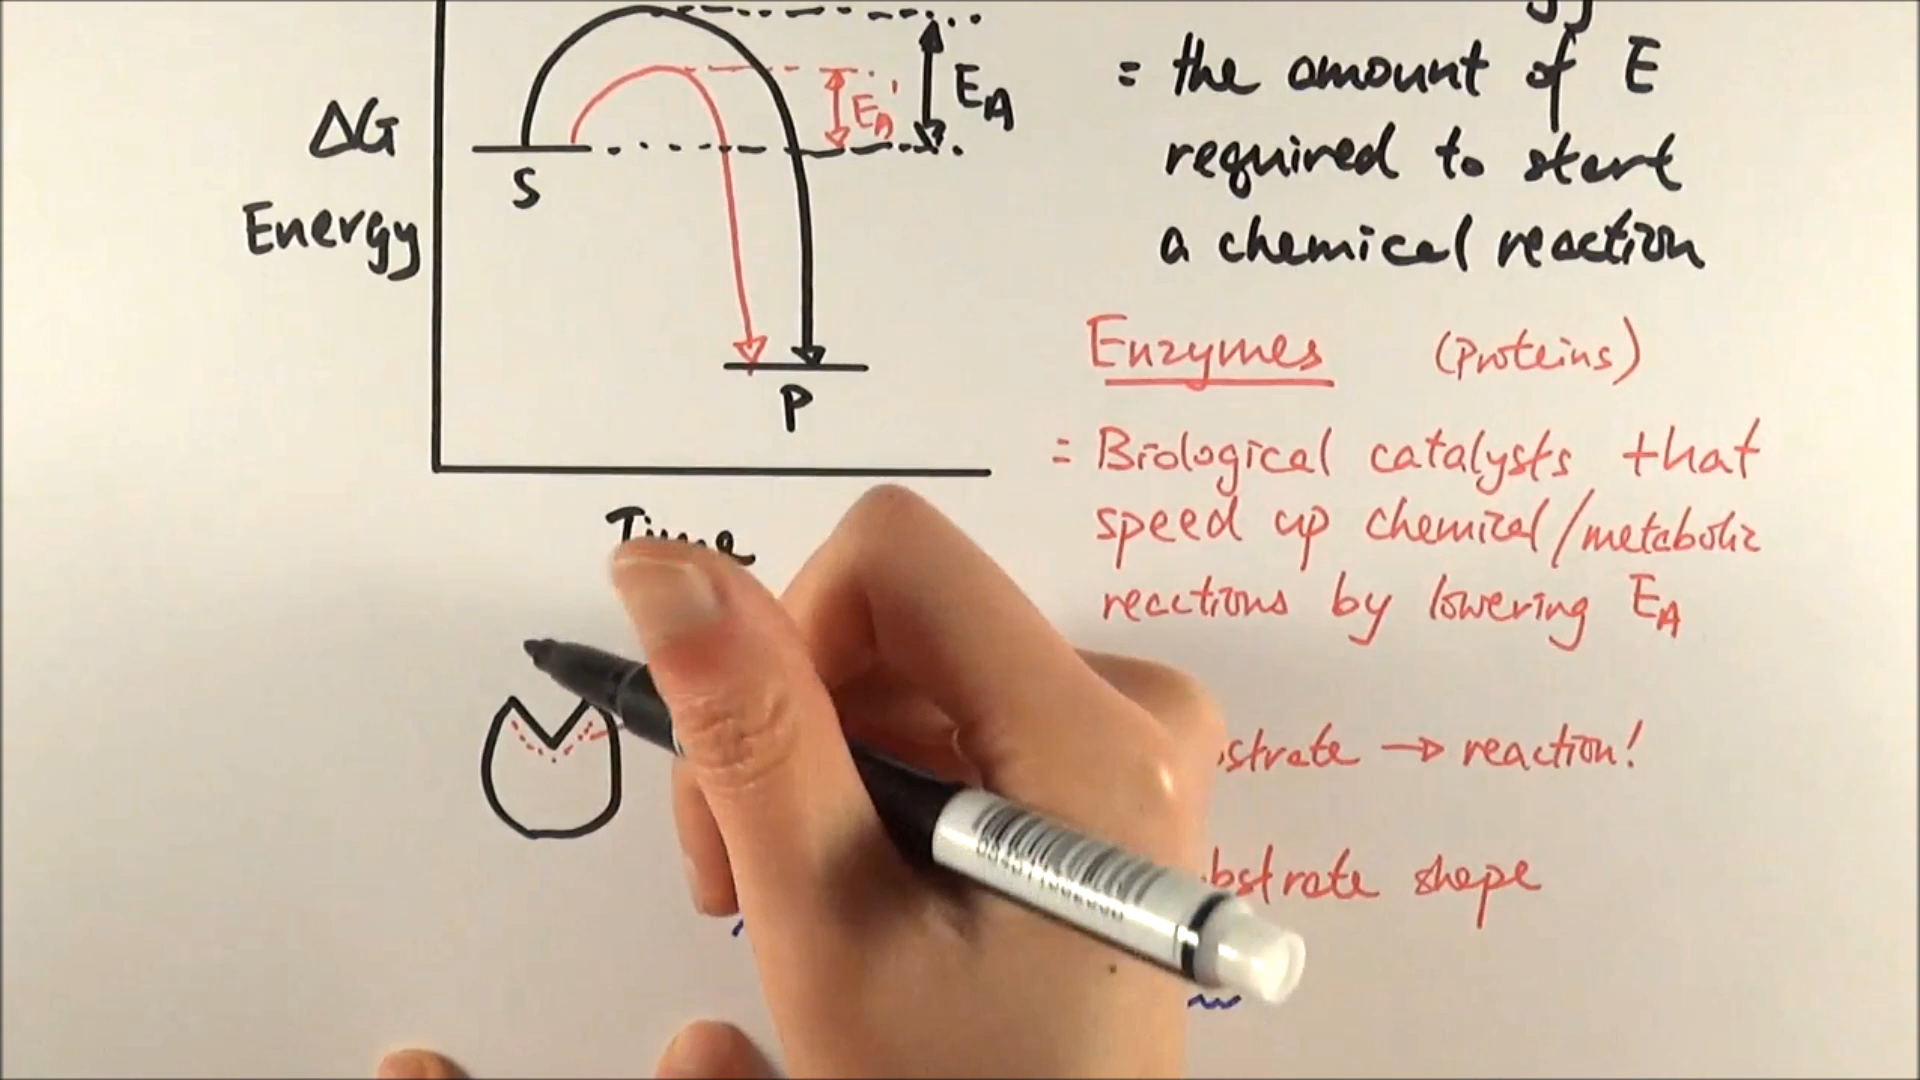 = the amount of E
required to start
a chemical reaction
ΔG
Energy
S
P
EA'
EA
Time
Enzymes (proteins)
= Biological catalysts that
speed up chemical/metabolic
reactions by lowering EA
strate → reaction!
bstrate shape